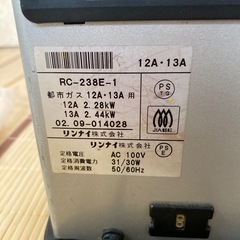 12A・13A
RC-238E-1
都市ガス 12A・13A 用
12A 2.28kW
13A 2.44kW
02.09-014028
リンナイ株式会社
PS
TG
JIA
PS
E
リンナイ株式会社
定格電圧 AC 100V
定格消費電力 31/30W
定格周波数 50/60Hz